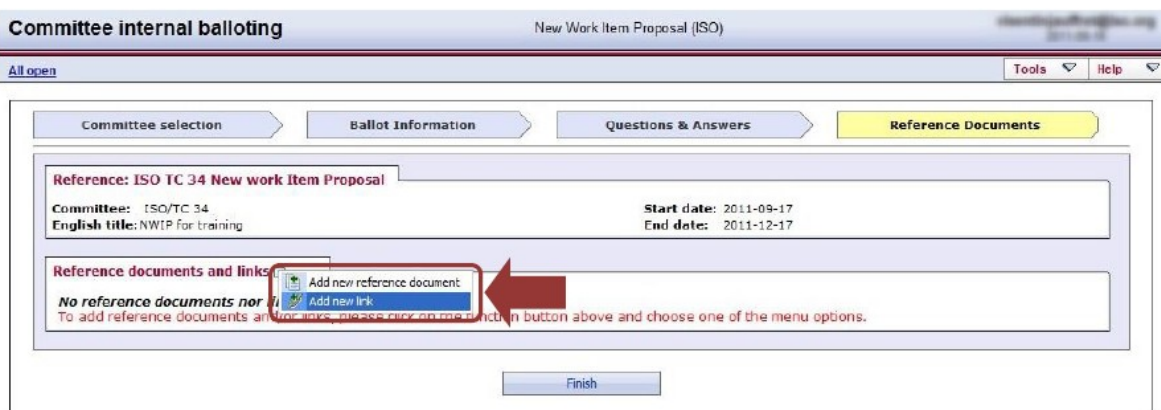 Committee internal balloting
New Work Item Proposal (ISO)
All open
Tools Help
Committee selection Ballot Information Questions & Answers Reference Documents
Reference: ISO TC 34 New work Item Proposal
Committee: ISO/TC 34 Start date: 2011-09-17
English title: NWIP for training End date: 2011-12-17
Reference documents and links
Add new reference document
No reference documents nor
Add new link
To add reference documents and/or links, please click on the function button above and choose one of the menu options.
Finish